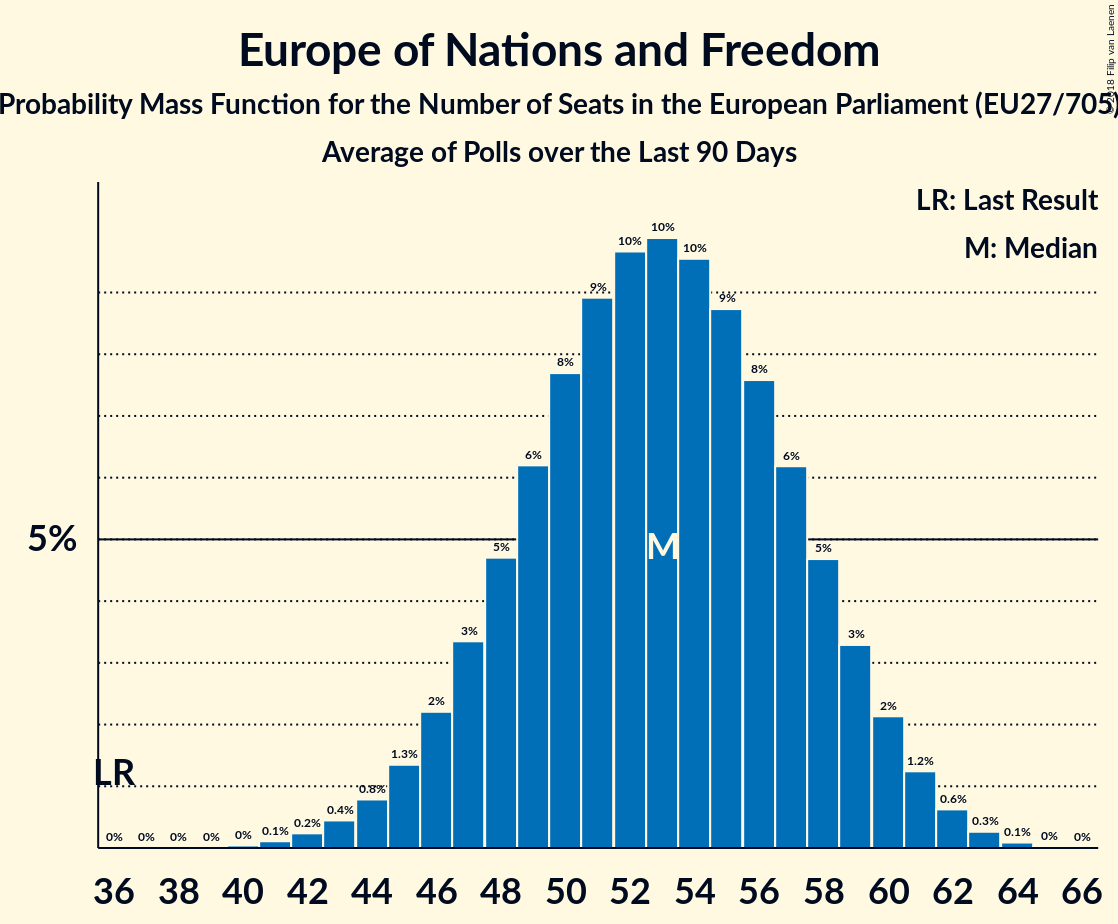 Europe of Nations and Freedom
Probability Mass Function for the Number of Seats in the European Parliament (EU27/705)
Average of Polls over the Last 90 Days
© 2018 Filip van Laenen
LR: Last Result
M: Median
10%
10% 10%
9% 9%
8% 8%
6% 6%
5%
5% 5%
M
3% 3%
2% 2%
1.3% 1.2%
LR
0.8% 0.6%
0.4% 0.3%
0% 0% 0% 0% 0% 0.1% 0.2% 0.1% 0% 0%
36 38 40 42 44 46 48 50 52 54 56 58 60 62 64 66